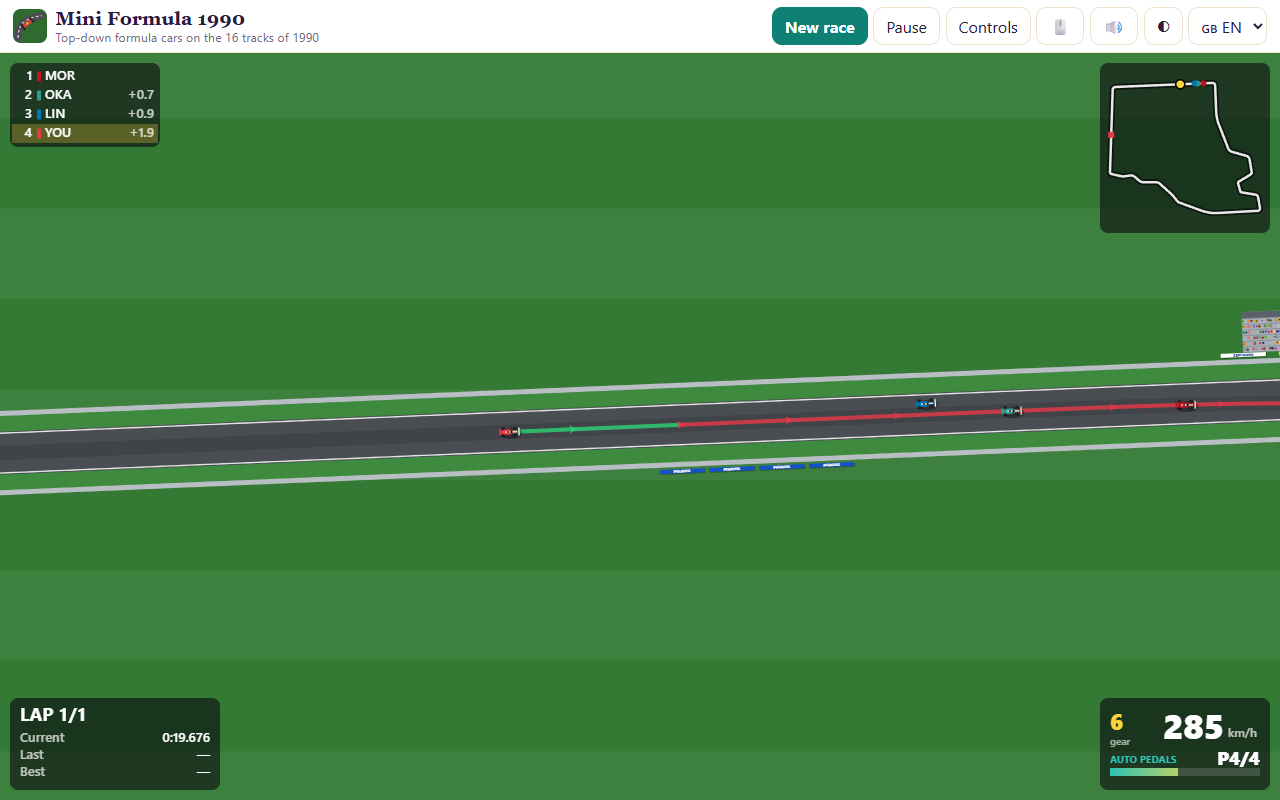 Mini Formula 1990
Top-down formula cars on the 16 tracks of 1990
New race
Pause
Controls
GB EN
1 MOR
2 OKA +0.7
3 LIN +0.9
4 YOU +1.9
LAP 1/1
Current 0:19.676
Last —
Best —
6 285 km/h
gear
AUTO PEDALS P4/4